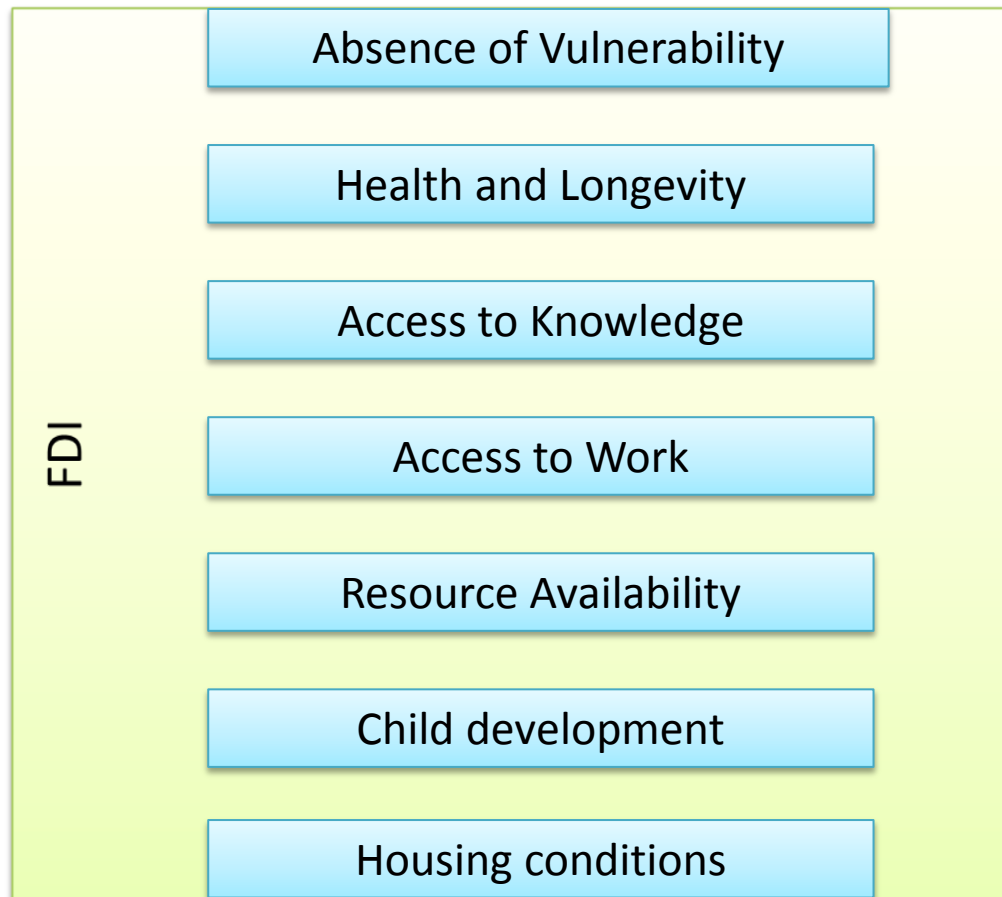 Absence of Vulnerability
Health and Longevity
Access to Knowledge
FDI
Access to Work
Resource Availability
Child development
Housing conditions